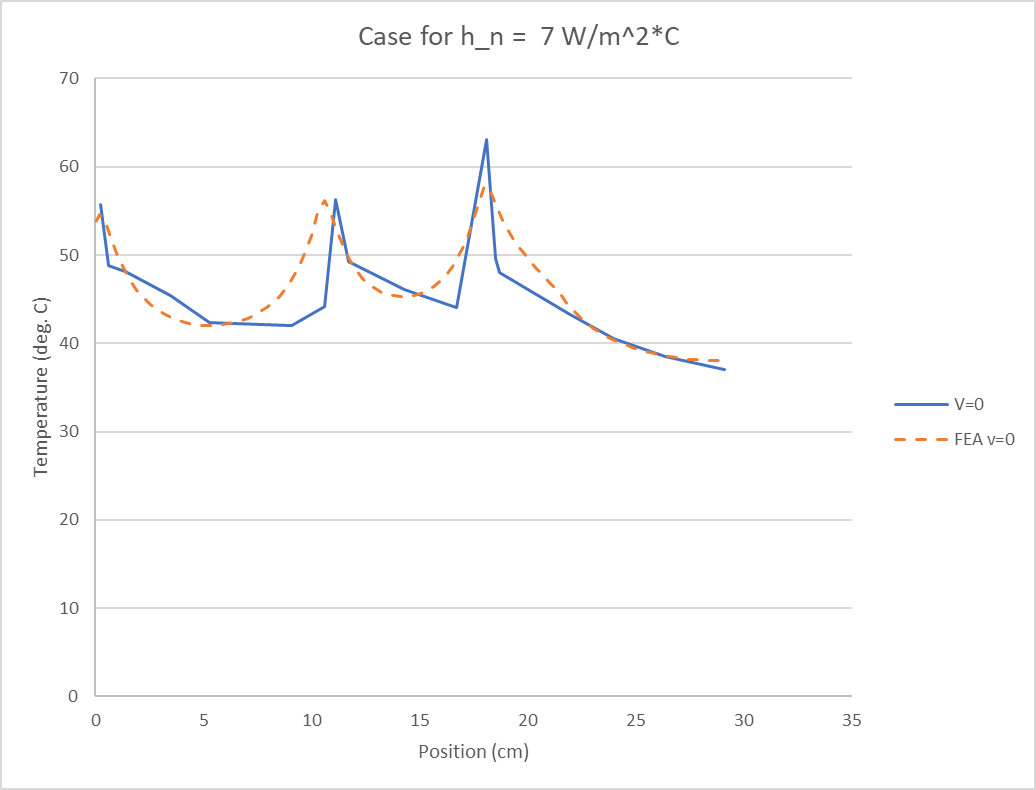 Case for h_n =  7 W/m^2*C
70
60
50
40
30
20
10
0
0 5 10 15 20 25 30 35
Position (cm)
Temperature (deg. C)
V=0
FEA v=0